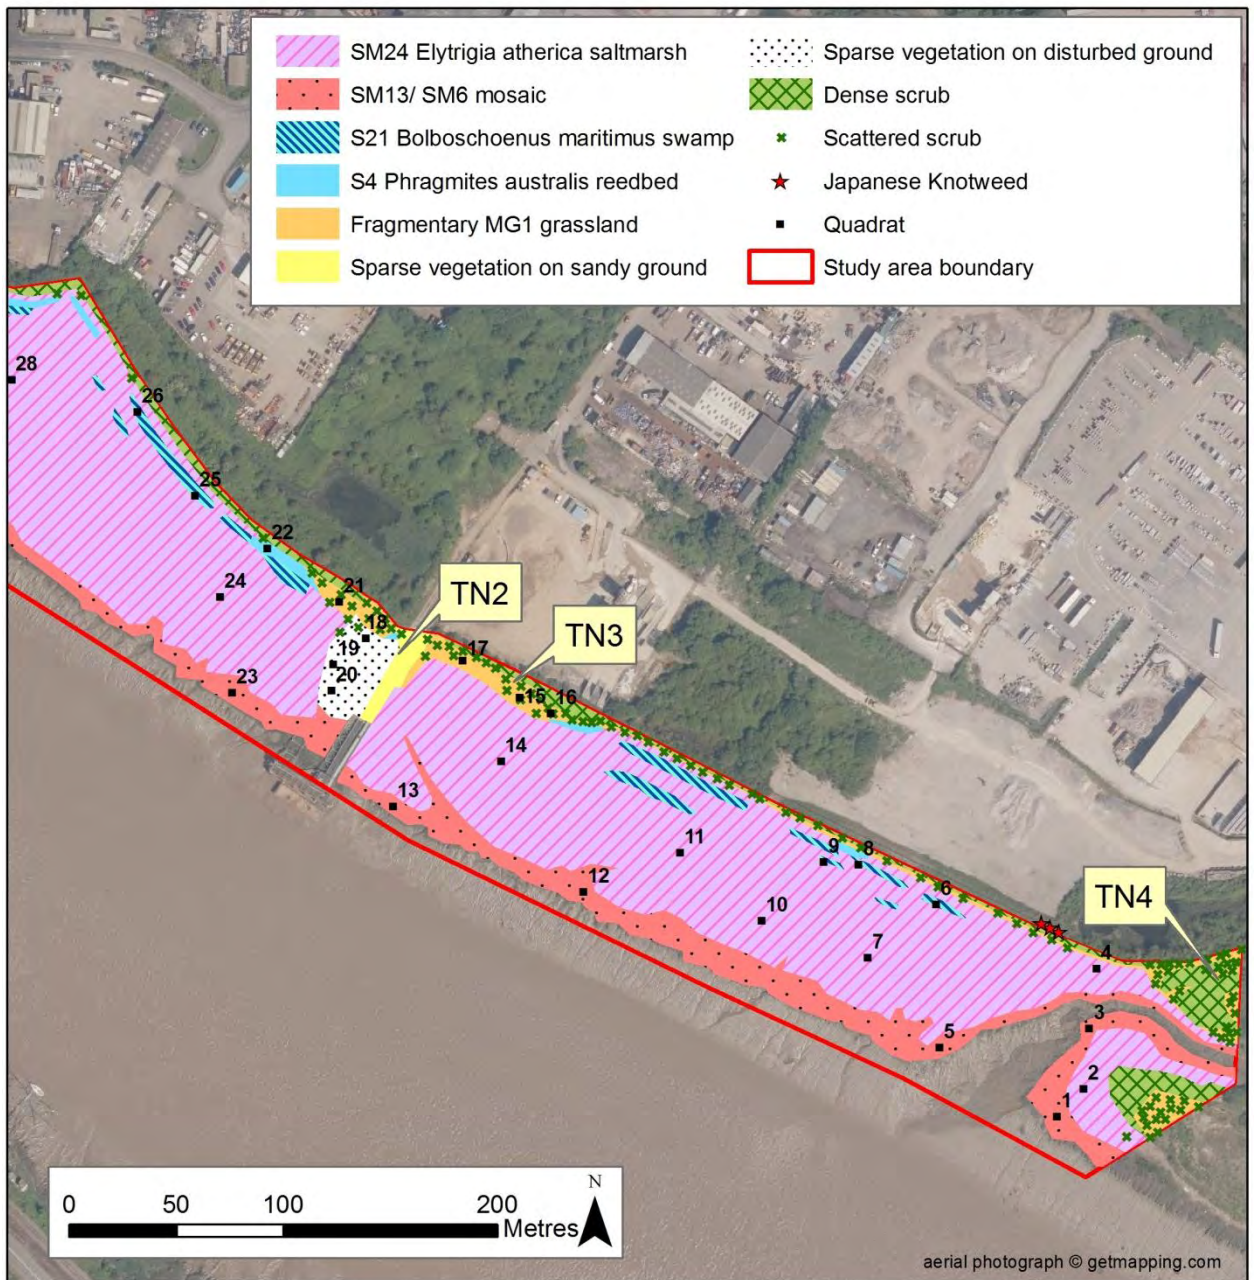 SM24 Elytrigia atherica saltmarsh
SM13/ SM6 mosaic
S21 Bolboschoenus maritimus swamp
S4 Phragmites australis reedbed
Fragmentary MG1 grassland
Sparse vegetation on sandy ground
Sparse vegetation on disturbed ground
Dense scrub
Scattered scrub
Japanese Knotweed
Quadrat
Study area boundary
28
26
25
22
24
21
TN2
18
19
20
23
17
TN3
15
16
14
13
11
12
9
8
10
6
7
TN4
4
5
3
2
1
0 50 100 200
Metres
N
aerial photograph © getmapping.com